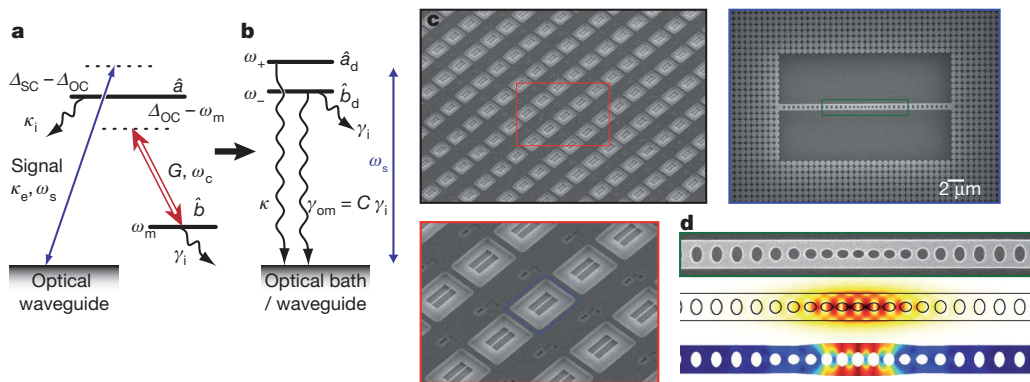 a
Δ_SC − Δ_OC
â
κ_i
Δ_OC − ω_m
Signal
κ_e, ω_s
G, ω_c
b̂
ω_m
γ_i
Optical
waveguide
b
ω_+
â_d
ω_−
b̂_d
γ_i
ω_s
κ
γ_om = C γ_i
Optical bath
/ waveguide
c
2 μm
d